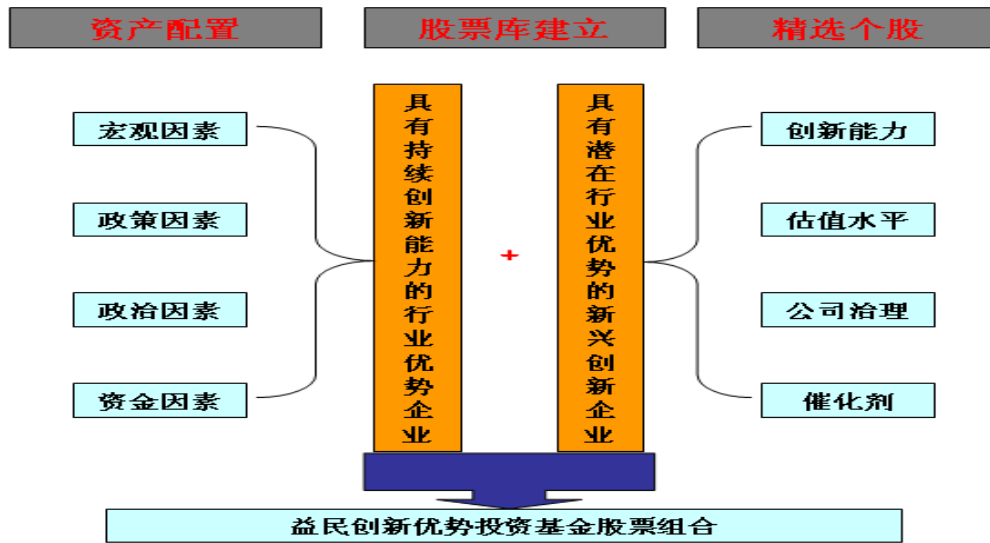 资产配置
股票库建立
精选个股
宏观因素
政策因素
政治因素
资金因素
具有持续创新能力的行业优势企业
+
具有潜在行业优势的新兴创新企业
创新能力
估值水平
公司治理
催化剂
益民创新优势投资基金股票组合